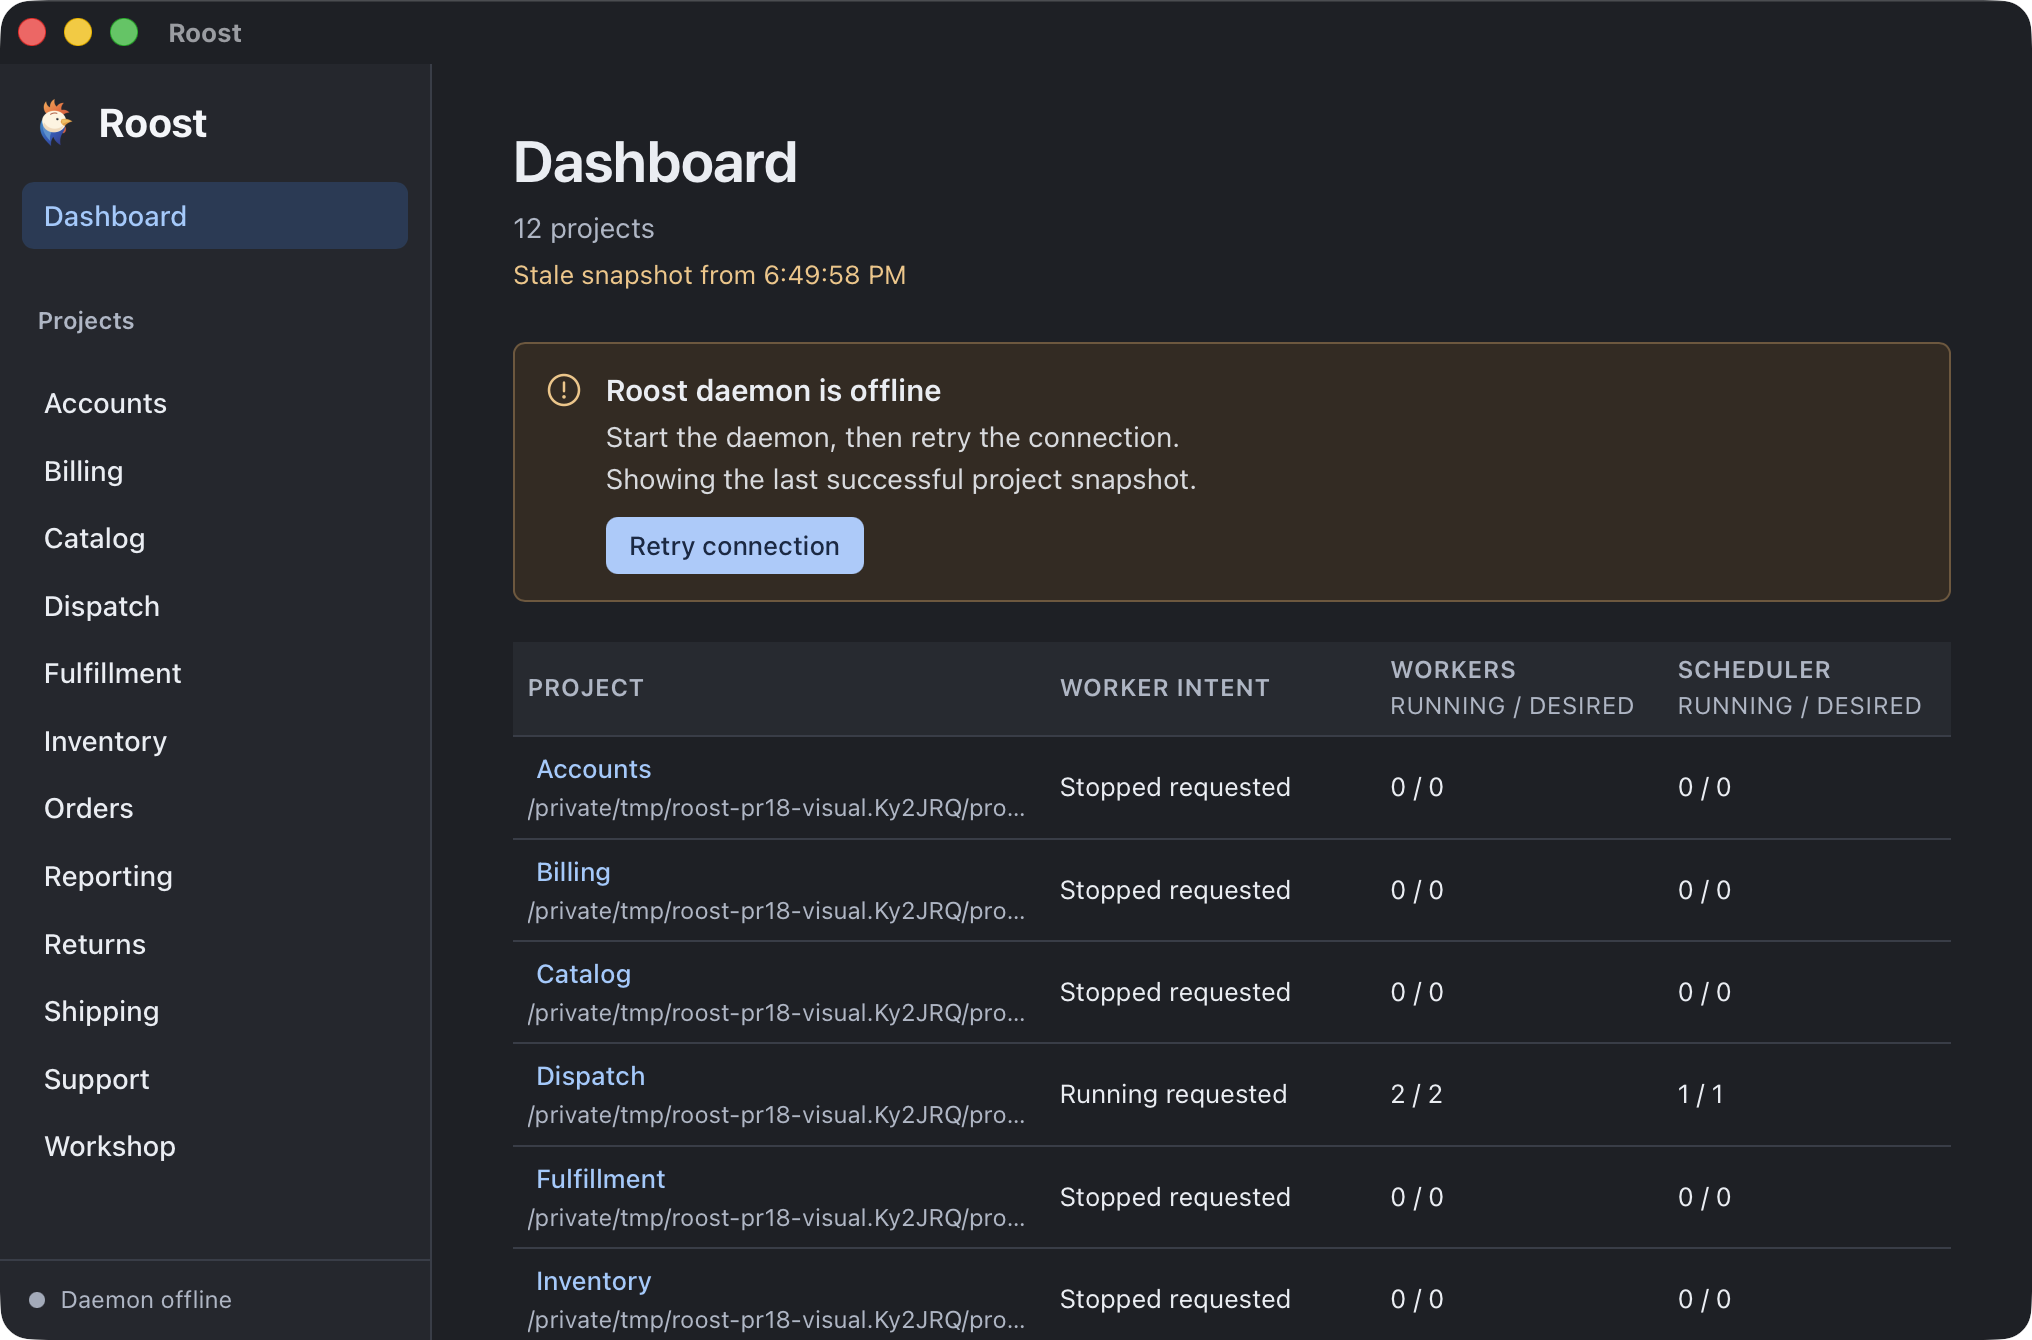 Roost
Roost
Dashboard
Projects
Accounts
Billing
Catalog
Dispatch
Fulfillment
Inventory
Orders
Reporting
Returns
Shipping
Support
Workshop
Daemon offline
Dashboard
12 projects
Stale snapshot from 6:49:58 PM
Roost daemon is offline
Start the daemon, then retry the connection.
Showing the last successful project snapshot.
Retry connection
PROJECT WORKER INTENT WORKERS RUNNING / DESIRED SCHEDULER RUNNING / DESIRED
Accounts
/private/tmp/roost-pr18-visual.Ky2JRQ/pro... Stopped requested 0 / 0 0 / 0
Billing
/private/tmp/roost-pr18-visual.Ky2JRQ/pro... Stopped requested 0 / 0 0 / 0
Catalog
/private/tmp/roost-pr18-visual.Ky2JRQ/pro... Stopped requested 0 / 0 0 / 0
Dispatch
/private/tmp/roost-pr18-visual.Ky2JRQ/pro... Running requested 2 / 2 1 / 1
Fulfillment
/private/tmp/roost-pr18-visual.Ky2JRQ/pro... Stopped requested 0 / 0 0 / 0
Inventory
/private/tmp/roost-pr18-visual.Ky2JRQ/pro... Stopped requested 0 / 0 0 / 0